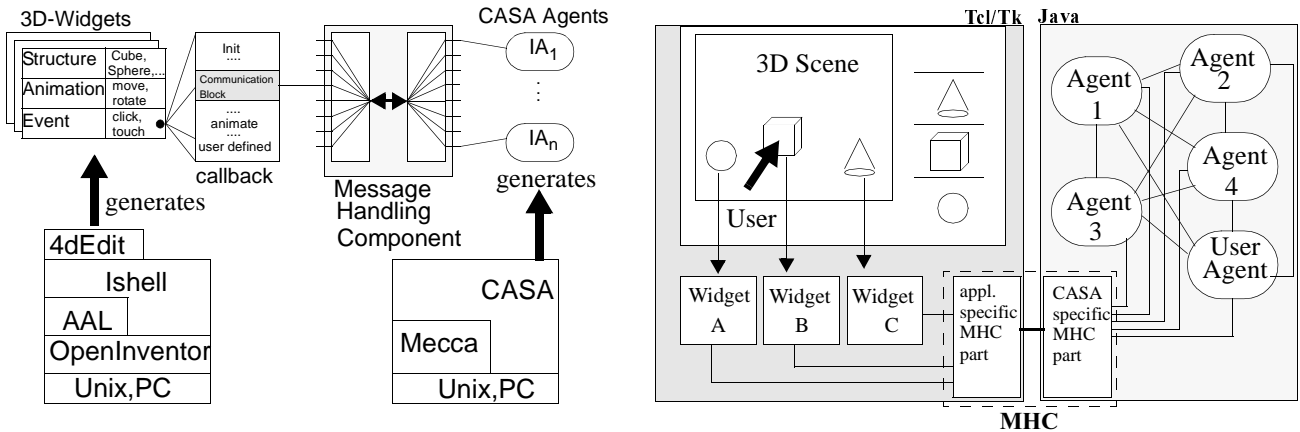 3D-Widgets
Structure
Cube,
Sphere,...
Animation
move,
rotate
Event
click,
touch
Init
....
Communication
Block
....
animate
....
user defined
callback
generates
4dEdit
Ishell
AAL
OpenInventor
Unix,PC
Message
Handling
Component
CASA Agents
IA1
IAn
generates
CASA
Mecca
Unix,PC
Tcl/Tk
Java
3D Scene
User
Widget
A
Widget
B
Widget
C
appl.
specific
MHC
part
CASA
specific
MHC
part
MHC
Agent
1
Agent
2
Agent
3
Agent
4
User
Agent